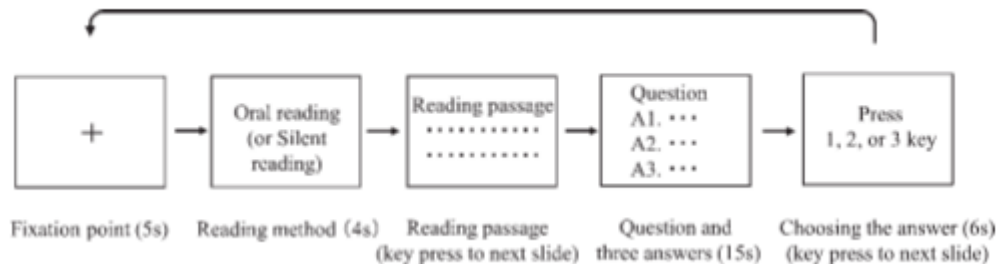 +
Oral reading
(or Silent
reading)
Reading passage
• • • • • • • • • • •
• • • • • • • • • • •
Question
A1. • • •
A2. • • •
A3. • • •
Press
1, 2, or 3 key
Fixation point (5s)
Reading method (4s)
Reading passage
(key press to next slide)
Question and
three answers (15s)
Choosing the answer (6s)
(key press to next slide)